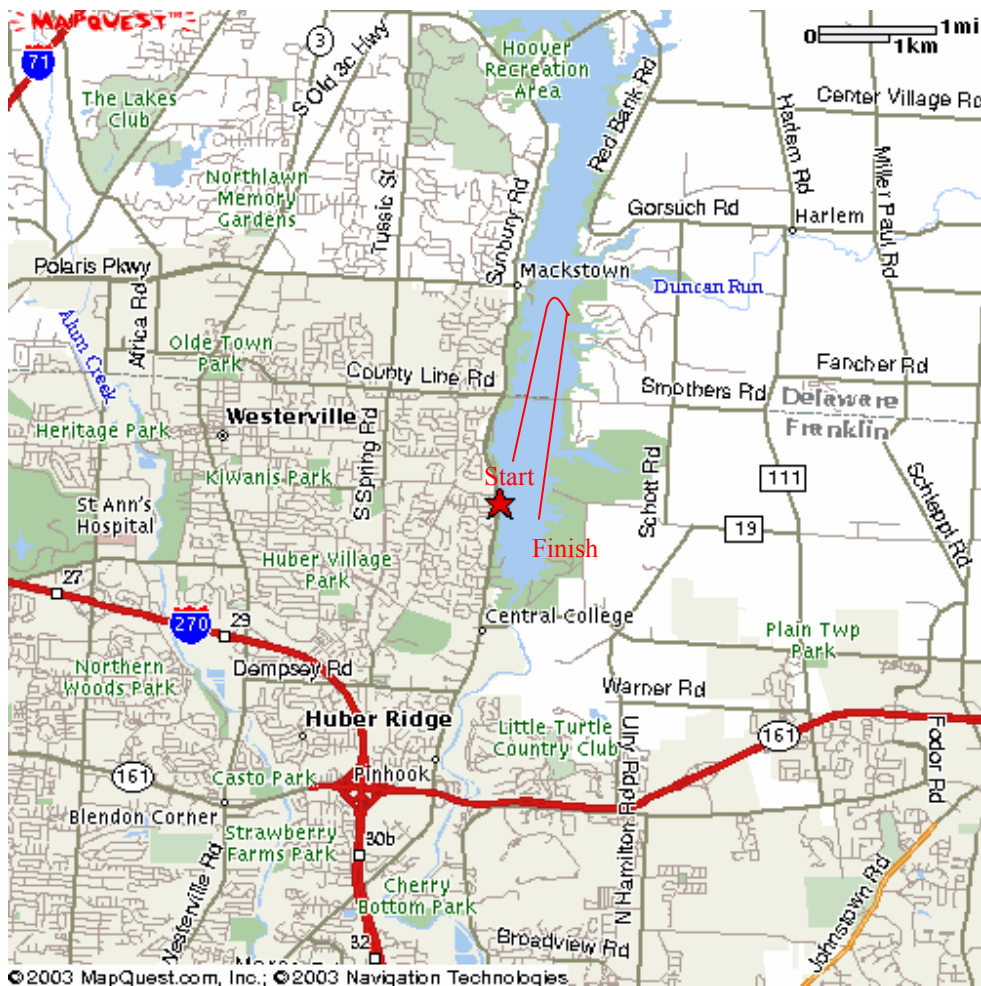 MAPQUEST™
0 1mi
1km
71
3
S Old 3c Hwy
Hoover
Recreation
Area
Red Bank Rd
The Lakes
Club
Center Village Rd
Harlem Rd
Miller Paul Rd
Northlawn
Memory
Gardens
Trussic St
Sunbury Rd
Gorsuch Rd
Harlem
Polaris Pkwy
Mackstown
Duncan Run
Africa Rd
Alum Creek
Olde Town
Park
County Line Rd
Fancher Rd
Smothers Rd
Delaware
Franklin
Westerville
Heritage Park
S Spring Rd
Kiwanis Park
Start
Schott Rd
111
Schleppi Rd
St Ann's
Hospital
19
Huber Village
Park
Finish
27
270
29
Central College
Plain Twp
Park
Northern
Woods Park
Dempsey Rd
Warner Rd
Huber Ridge
Little Turtle
Country Club
Ulry Rd
161
Fodor Rd
161
Casto Park
Pinhook
Blendon Corner
Strawberry
Farms Park
30b
N Hamilton Rd
Westerville Rd
Cherry
Bottom Park
Johnstown Rd
32
Broadview Rd
©2003 MapQuest.com, Inc.; ©2003 Navigation Technologies